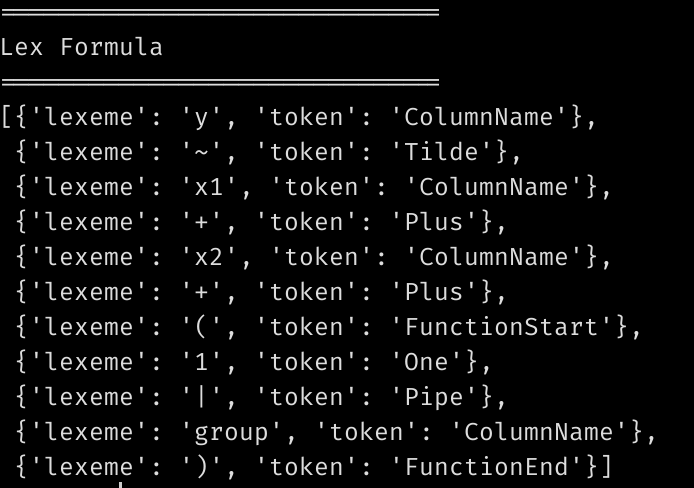 ==============================
Lex Formula
==============================
[{'lexeme': 'y', 'token': 'ColumnName'},
 {'lexeme': '~', 'token': 'Tilde'},
 {'lexeme': 'x1', 'token': 'ColumnName'},
 {'lexeme': '+', 'token': 'Plus'},
 {'lexeme': 'x2', 'token': 'ColumnName'},
 {'lexeme': '+', 'token': 'Plus'},
 {'lexeme': '(', 'token': 'FunctionStart'},
 {'lexeme': '1', 'token': 'One'},
 {'lexeme': '|', 'token': 'Pipe'},
 {'lexeme': 'group', 'token': 'ColumnName'},
 {'lexeme': ')', 'token': 'FunctionEnd'}]